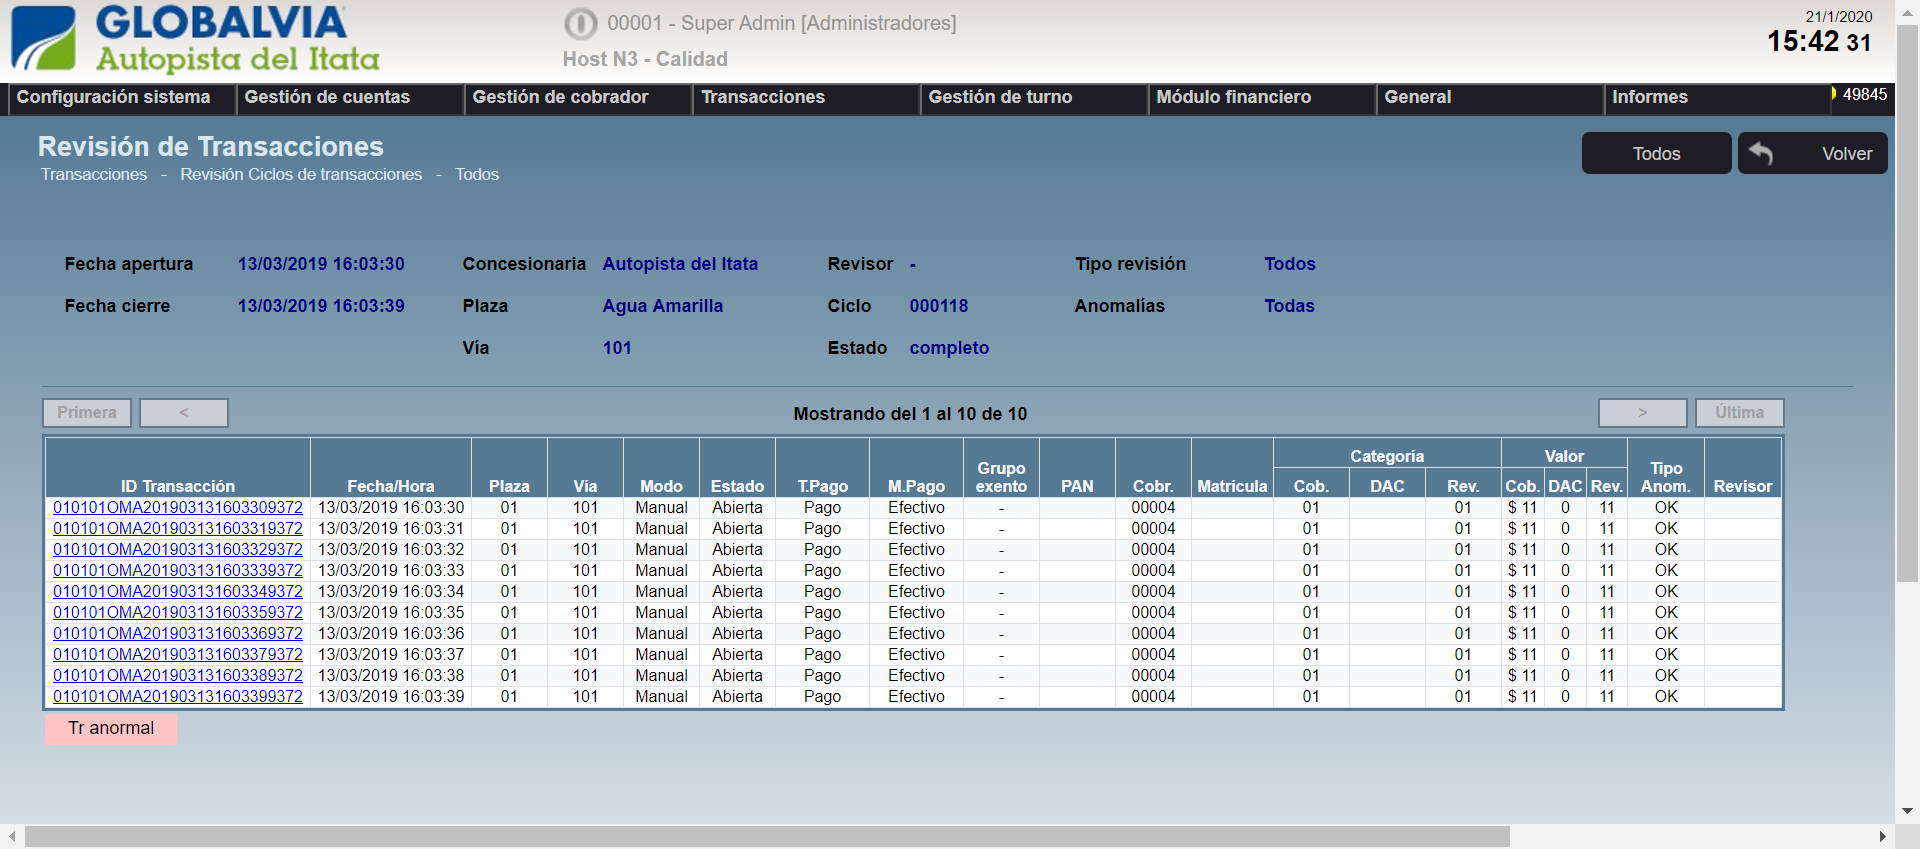 GLOBALVIA
Autopista del Itata
00001 - Super Admin [Administradores]
Host N3 - Calidad
21/1/2020
15:42 31
Configuración sistema Gestión de cuentas Gestión de cobrador Transacciones Gestión de turno Módulo financiero General Informes 49845
Revisión de Transacciones
Transacciones - Revisión Ciclos de transacciones - Todos
Todos Volver
Fecha apertura 13/03/2019 16:03:30 Concesionaria Autopista del Itata Revisor - Tipo revisión Todos
Fecha cierre 13/03/2019 16:03:39 Plaza Agua Amarilla Ciclo 000118 Anomalías Todas
Vía 101 Estado completo
Primera < Mostrando del 1 al 10 de 10 > Última
Categoría Valor
ID Transacción Fecha/Hora Plaza Vía Modo Estado T.Pago M.Pago Grupo exento PAN Cobr. Matrícula Cob. DAC Rev. Cob. DAC Rev. Tipo Anom. Revisor
010101OMA201903131603309372 13/03/2019 16:03:30 01 101 Manual Abierta Pago Efectivo - 00004 01 01 $ 11 0 11 OK
010101OMA201903131603319372 13/03/2019 16:03:31 01 101 Manual Abierta Pago Efectivo - 00004 01 01 $ 11 0 11 OK
010101OMA201903131603329372 13/03/2019 16:03:32 01 101 Manual Abierta Pago Efectivo - 00004 01 01 $ 11 0 11 OK
010101OMA201903131603339372 13/03/2019 16:03:33 01 101 Manual Abierta Pago Efectivo - 00004 01 01 $ 11 0 11 OK
010101OMA201903131603349372 13/03/2019 16:03:34 01 101 Manual Abierta Pago Efectivo - 00004 01 01 $ 11 0 11 OK
010101OMA201903131603359372 13/03/2019 16:03:35 01 101 Manual Abierta Pago Efectivo - 00004 01 01 $ 11 0 11 OK
010101OMA201903131603369372 13/03/2019 16:03:36 01 101 Manual Abierta Pago Efectivo - 00004 01 01 $ 11 0 11 OK
010101OMA201903131603379372 13/03/2019 16:03:37 01 101 Manual Abierta Pago Efectivo - 00004 01 01 $ 11 0 11 OK
010101OMA201903131603389372 13/03/2019 16:03:38 01 101 Manual Abierta Pago Efectivo - 00004 01 01 $ 11 0 11 OK
010101OMA201903131603399372 13/03/2019 16:03:39 01 101 Manual Abierta Pago Efectivo - 00004 01 01 $ 11 0 11 OK
Tr anormal